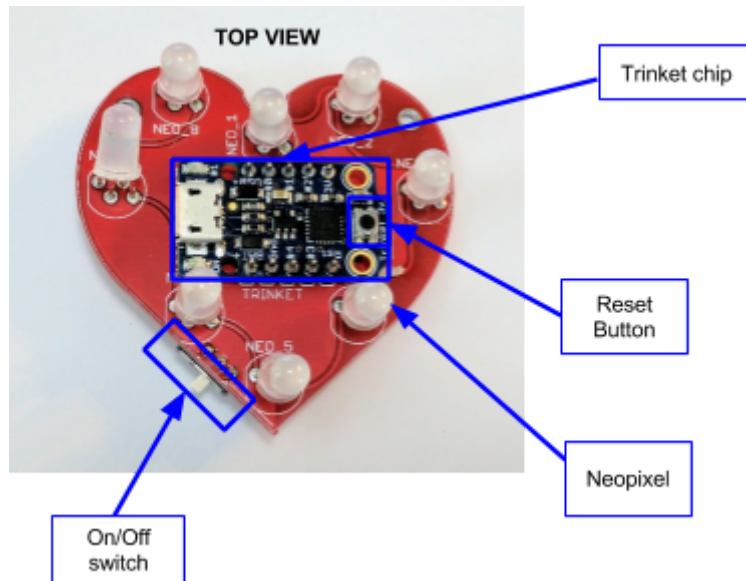 TOP VIEW
Trinket chip
NEO_8
NEO_1
NEO_2
TRINKET
Reset
Button
NEO_5
Neopixel
On/Off
switch